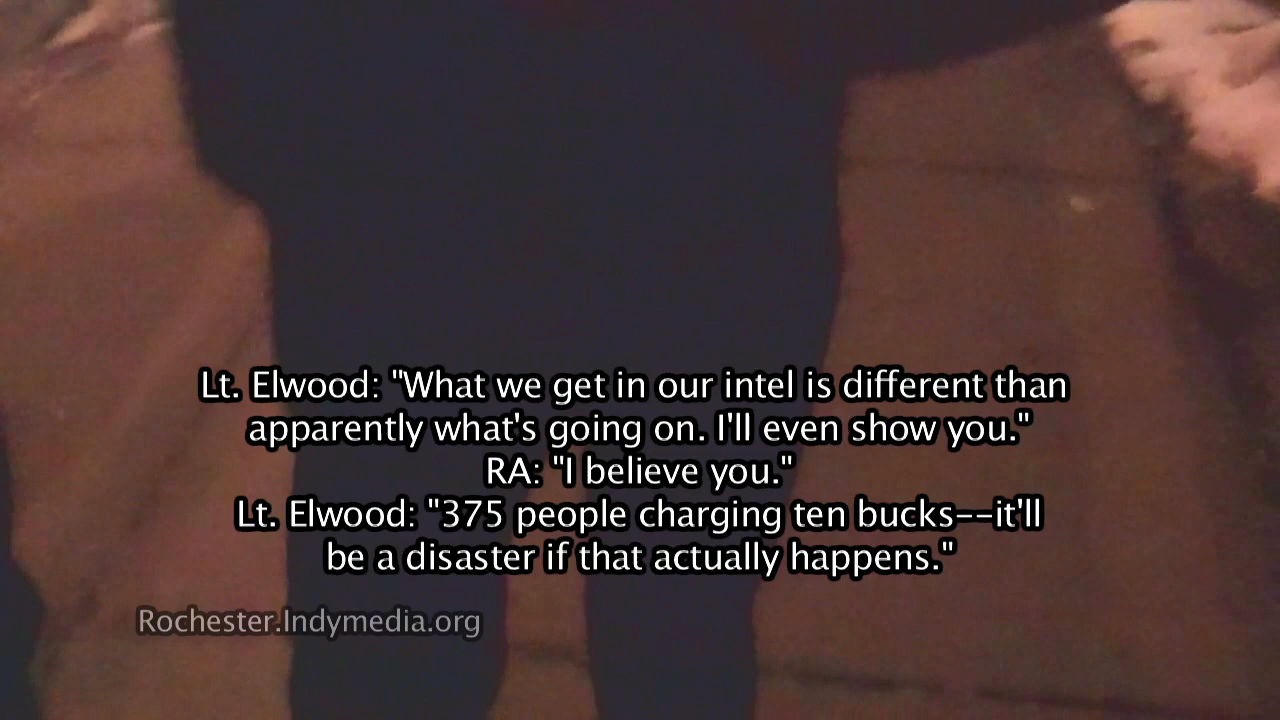 Lt. Elwood: "What we get in our intel is different than
apparently what's going on. I'll even show you."
RA: "I believe you."
Lt. Elwood: "375 people charging ten bucks--it'll
be a disaster if that actually happens."
Rochester.Indymedia.org